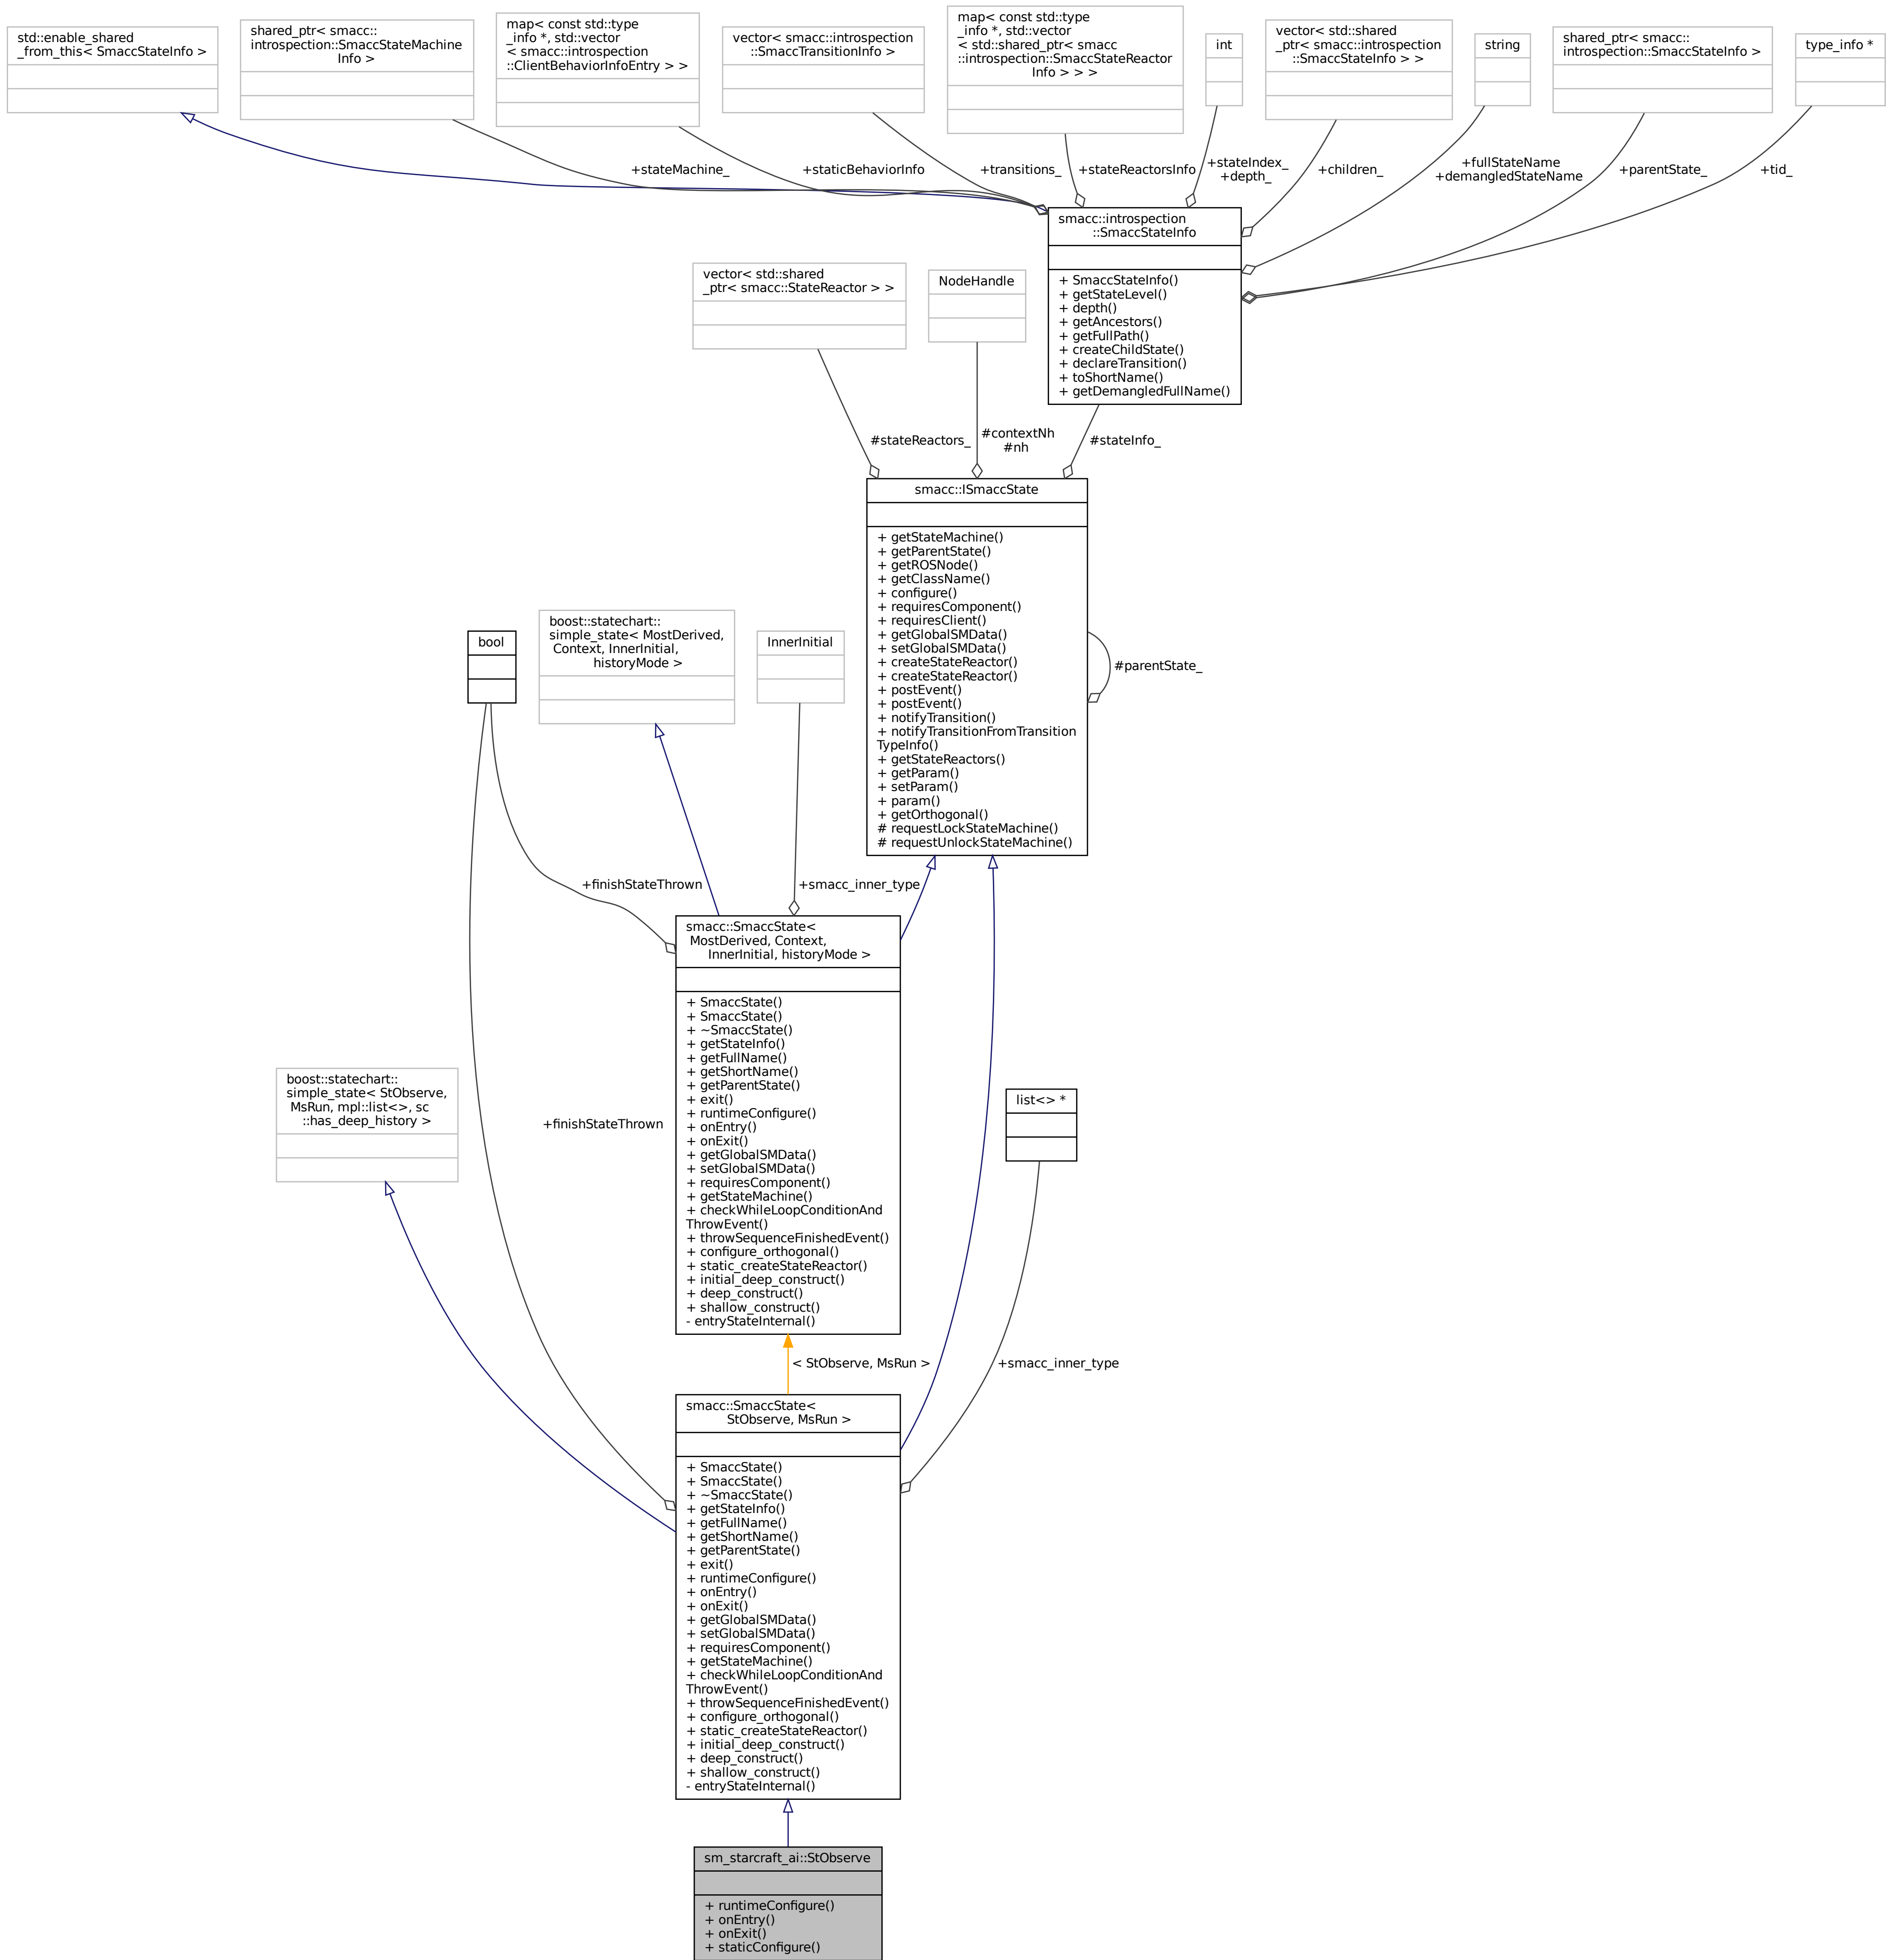 std::enable_shared
_from_this< SmaccStateInfo >
shared_ptr< smacc::
introspection::SmaccStateMachine
Info >
map< const std::type
_info *, std::vector
< smacc::introspection
::ClientBehaviorInfoEntry > >
vector< smacc::introspection
::SmaccTransitionInfo >
map< const std::type
_info *, std::vector
< std::shared_ptr< smacc
::introspection::SmaccStateReactor
Info > > >
int
vector< std::shared
_ptr< smacc::introspection
::SmaccStateInfo > >
string
shared_ptr< smacc::
introspection::SmaccStateInfo >
type_info *
+stateMachine_
+staticBehaviorInfo
+transitions_
+stateReactorsInfo
+stateIndex_
+depth_
+children_
+fullStateName
+demangledStateName
+parentState_
+tid_
smacc::introspection
::SmaccStateInfo
+ SmaccStateInfo()
+ getStateLevel()
+ depth()
+ getAncestors()
+ getFullPath()
+ createChildState()
+ declareTransition()
+ toShortName()
+ getDemangledFullName()
vector< std::shared
_ptr< smacc::StateReactor > >
NodeHandle
#stateReactors_
#contextNh
#nh
#stateInfo_
smacc::ISmaccState
+ getStateMachine()
+ getParentState()
+ getROSNode()
+ getClassName()
+ configure()
+ requiresComponent()
+ requiresClient()
+ getGlobalSMData()
+ setGlobalSMData()
+ createStateReactor()
+ createStateReactor()
+ postEvent()
+ postEvent()
+ notifyTransition()
+ notifyTransitionFromTransition
TypeInfo()
+ getStateReactors()
+ getParam()
+ setParam()
+ param()
+ getOrthogonal()
# requestLockStateMachine()
# requestUnlockStateMachine()
#parentState_
bool
boost::statechart::
simple_state< MostDerived,
Context, InnerInitial,
historyMode >
InnerInitial
+finishStateThrown
+smacc_inner_type
smacc::SmaccState<
MostDerived, Context,
InnerInitial, historyMode >
+ SmaccState()
+ SmaccState()
+ ~SmaccState()
+ getStateInfo()
+ getFullName()
+ getShortName()
+ getParentState()
+ exit()
+ runtimeConfigure()
+ onEntry()
+ onExit()
+ getGlobalSMData()
+ setGlobalSMData()
+ requiresComponent()
+ getStateMachine()
+ checkWhileLoopConditionAnd
ThrowEvent()
+ throwSequenceFinishedEvent()
+ configure_orthogonal()
+ static_createStateReactor()
+ initial_deep_construct()
+ deep_construct()
+ shallow_construct()
- entryStateInternal()
boost::statechart::
simple_state< StObserve,
MsRun, mpl::list<>, sc
::has_deep_history >
+finishStateThrown
list<> *
< StObserve, MsRun >
+smacc_inner_type
smacc::SmaccState<
StObserve, MsRun >
+ SmaccState()
+ SmaccState()
+ ~SmaccState()
+ getStateInfo()
+ getFullName()
+ getShortName()
+ getParentState()
+ exit()
+ runtimeConfigure()
+ onEntry()
+ onExit()
+ getGlobalSMData()
+ setGlobalSMData()
+ requiresComponent()
+ getStateMachine()
+ checkWhileLoopConditionAnd
ThrowEvent()
+ throwSequenceFinishedEvent()
+ configure_orthogonal()
+ static_createStateReactor()
+ initial_deep_construct()
+ deep_construct()
+ shallow_construct()
- entryStateInternal()
sm_starcraft_ai::StObserve
+ runtimeConfigure()
+ onEntry()
+ onExit()
+ staticConfigure()